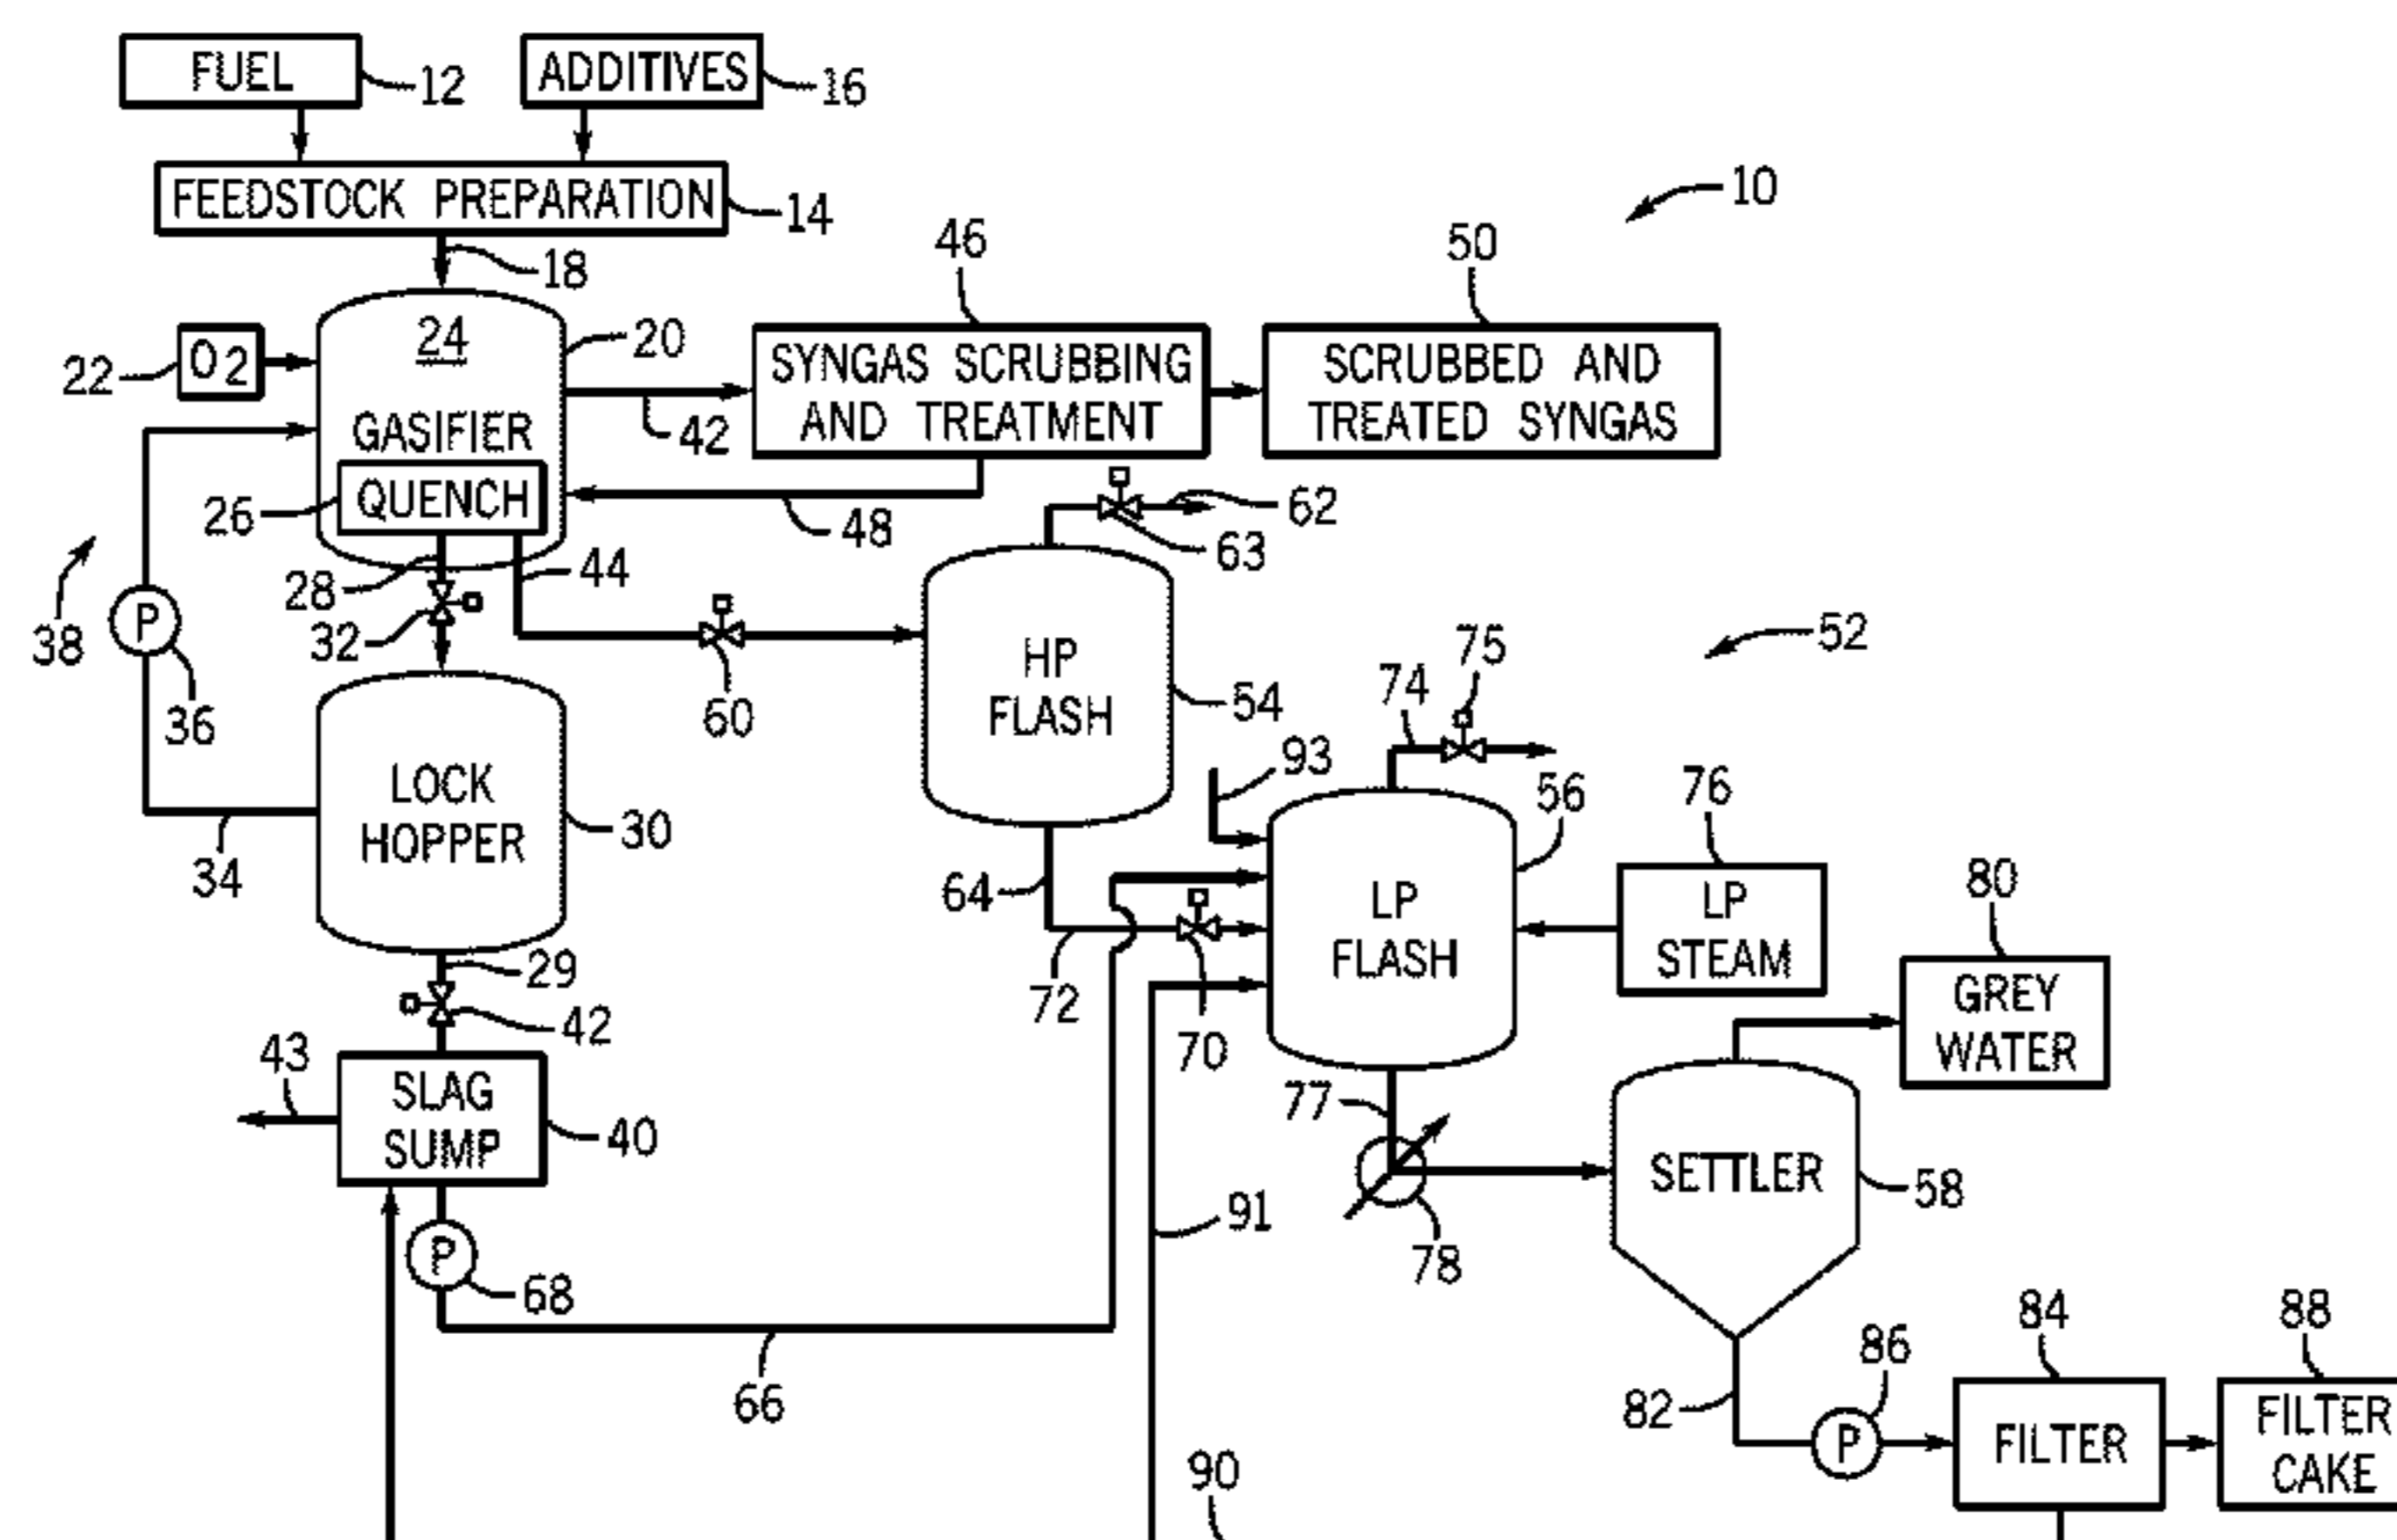 FUEL
12
ADDITIVES
16
FEEDSTOCK PREPARATION
14
10
18
46
50
24
20
22
O2
SYNGAS SCRUBBING
AND TREATMENT
SCRUBBED AND
TREATED SYNGAS
42
GASIFIER
QUENCH
26
48
62
63
44
28
32
38
P
36
60
HP
FLASH
54
52
75
74
93
56
76
LOCK
HOPPER
30
34
64
LP
FLASH
LP
STEAM
80
29
72
70
GREY
WATER
42
43
SLAG
SUMP
40
77
SETTLER
58
91
78
P
68
66
84
88
86
82
P
FILTER
FILTER
CAKE
90